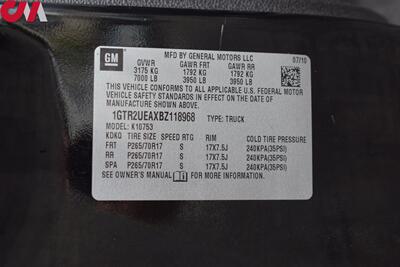 CMA
GM
MFD BY GENERAL MOTORS LLC
07/10
GVWR GAWR FRT GAWR RR
3175 KG 1792 KG 1792 KG
7000 LB 3950 LB 3950 LB
THIS VEHICLE CONFORMS TO ALL APPLICABLE U.S. FEDERAL MOTOR
VEHICLE SAFETY STANDARDS IN EFFECT ON THE DATE OF
MANUFACTURE SHOWN ABOVE.
1GTR2UEAXBZ118968 TYPE: TRUCK
MODEL: K10753
KDKQ TIRE SIZE SPEED RTG RIM COLD TIRE PRESSURE
FRT P265/70R17 S 17X7.5J 240KPA(35PSI)
RR P265/70R17 S 17X7.5J 240KPA(35PSI)
SPA P265/70R17 S 17X7.5J 240KPA(35PSI)
SEE OWNER'S MANUAL FOR MORE INFORMATION.